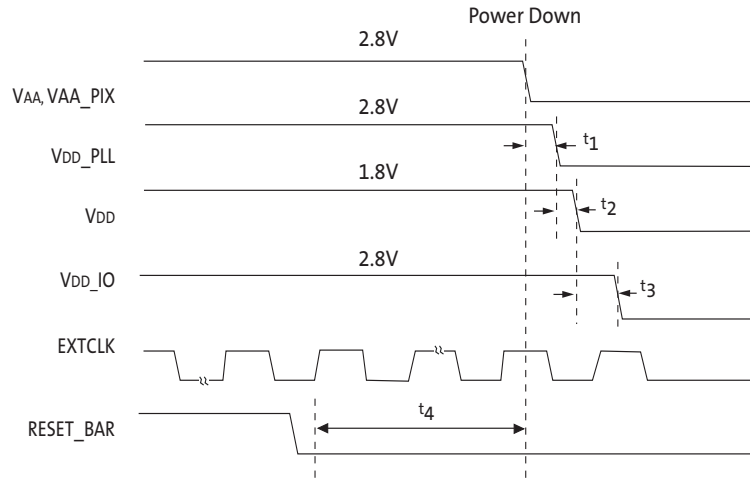 Power Down
2.8V
VAA, VAA_PIX
2.8V
t1
VDD_PLL
1.8V
t2
VDD
2.8V
VDD_IO
t3
EXTCLK
t4
RESET_BAR